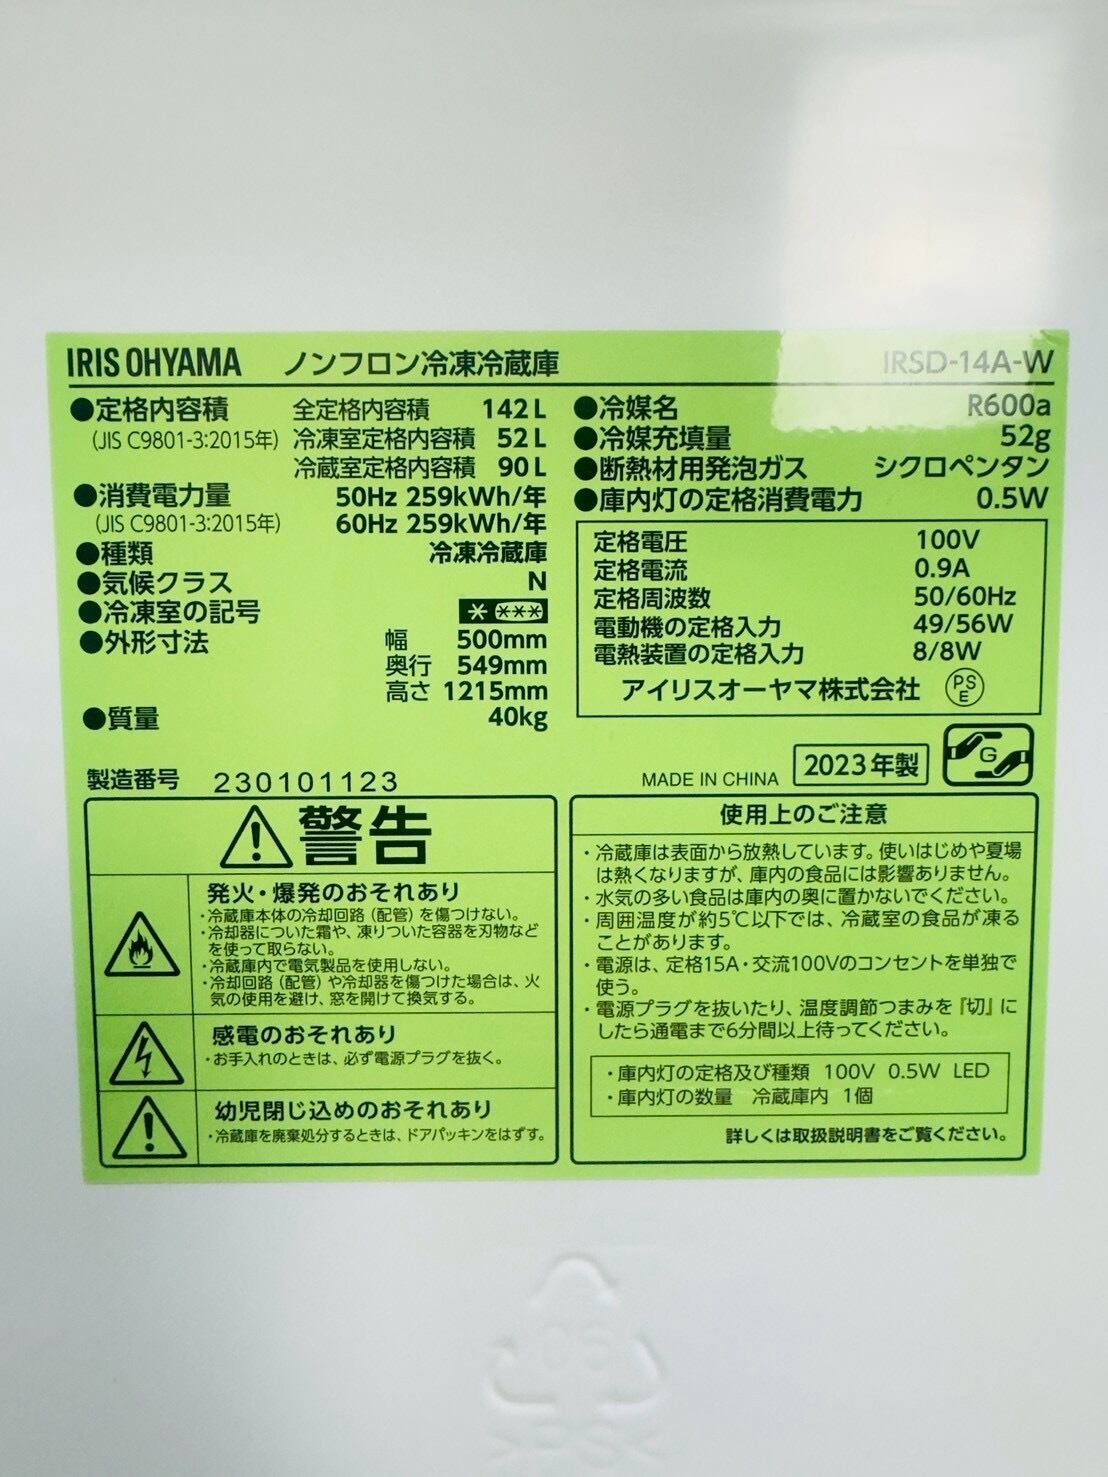 IRIS OHYAMA ノンフロン冷凍冷蔵庫 IRSD-14A-W
●定格内容積 全定格内容積 142L
(JIS C9801-3:2015年) 冷凍室定格内容積 52L
冷蔵室定格内容積 90L
●消費電力量 50Hz 259kWh/年
(JIS C9801-3:2015年) 60Hz 259kWh/年
●種類 冷凍冷蔵庫
●気候クラス N
●冷凍室の記号 * ***
●外形寸法 幅 500mm
奥行 549mm
高さ 1215mm
●質量 40kg
●冷媒名 R600a
●冷媒充填量 52g
●断熱材用発泡ガス シクロペンタン
●庫内灯の定格消費電力 0.5W
定格電圧 100V
定格電流 0.9A
定格周波数 50/60Hz
電動機の定格入力 49/56W
電熱装置の定格入力 8/8W
アイリスオーヤマ株式会社 PSE
製造番号 230101123
MADE IN CHINA 2023年製 G
警告
発火・爆発のおそれあり
・冷蔵庫本体の冷却回路（配管）を傷つけない。
・冷却器についた霜や、凍りついた容器を刃物など
を使って取らない。
・冷蔵庫内で電気製品を使用しない。
・冷却回路（配管）や冷却器を傷つけた場合は、火
気の使用を避け、窓を開けて換気する。
感電のおそれあり
・お手入れのときは、必ず電源プラグを抜く。
幼児閉じ込めのおそれあり
・冷蔵庫を廃棄処分するときは、ドアパッキンをはずす。
使用上のご注意
・冷蔵庫は表面から放熱しています。使いはじめや夏場
は熱くなりますが、庫内の食品には影響ありません。
・水気の多い食品は庫内の奥に置かないでください。
・周囲温度が約5℃以下では、冷蔵室の食品が凍る
ことがあります。
・電源は、定格15A・交流100Vのコンセントを単独で
使う。
・電源プラグを抜いたり、温度調節つまみを『切』に
したら通電まで6分間以上待ってください。
・庫内灯の定格及び種類 100V 0.5W LED
・庫内灯の数量 冷蔵庫内 1個
詳しくは取扱説明書をご覧ください。
06
>PS<